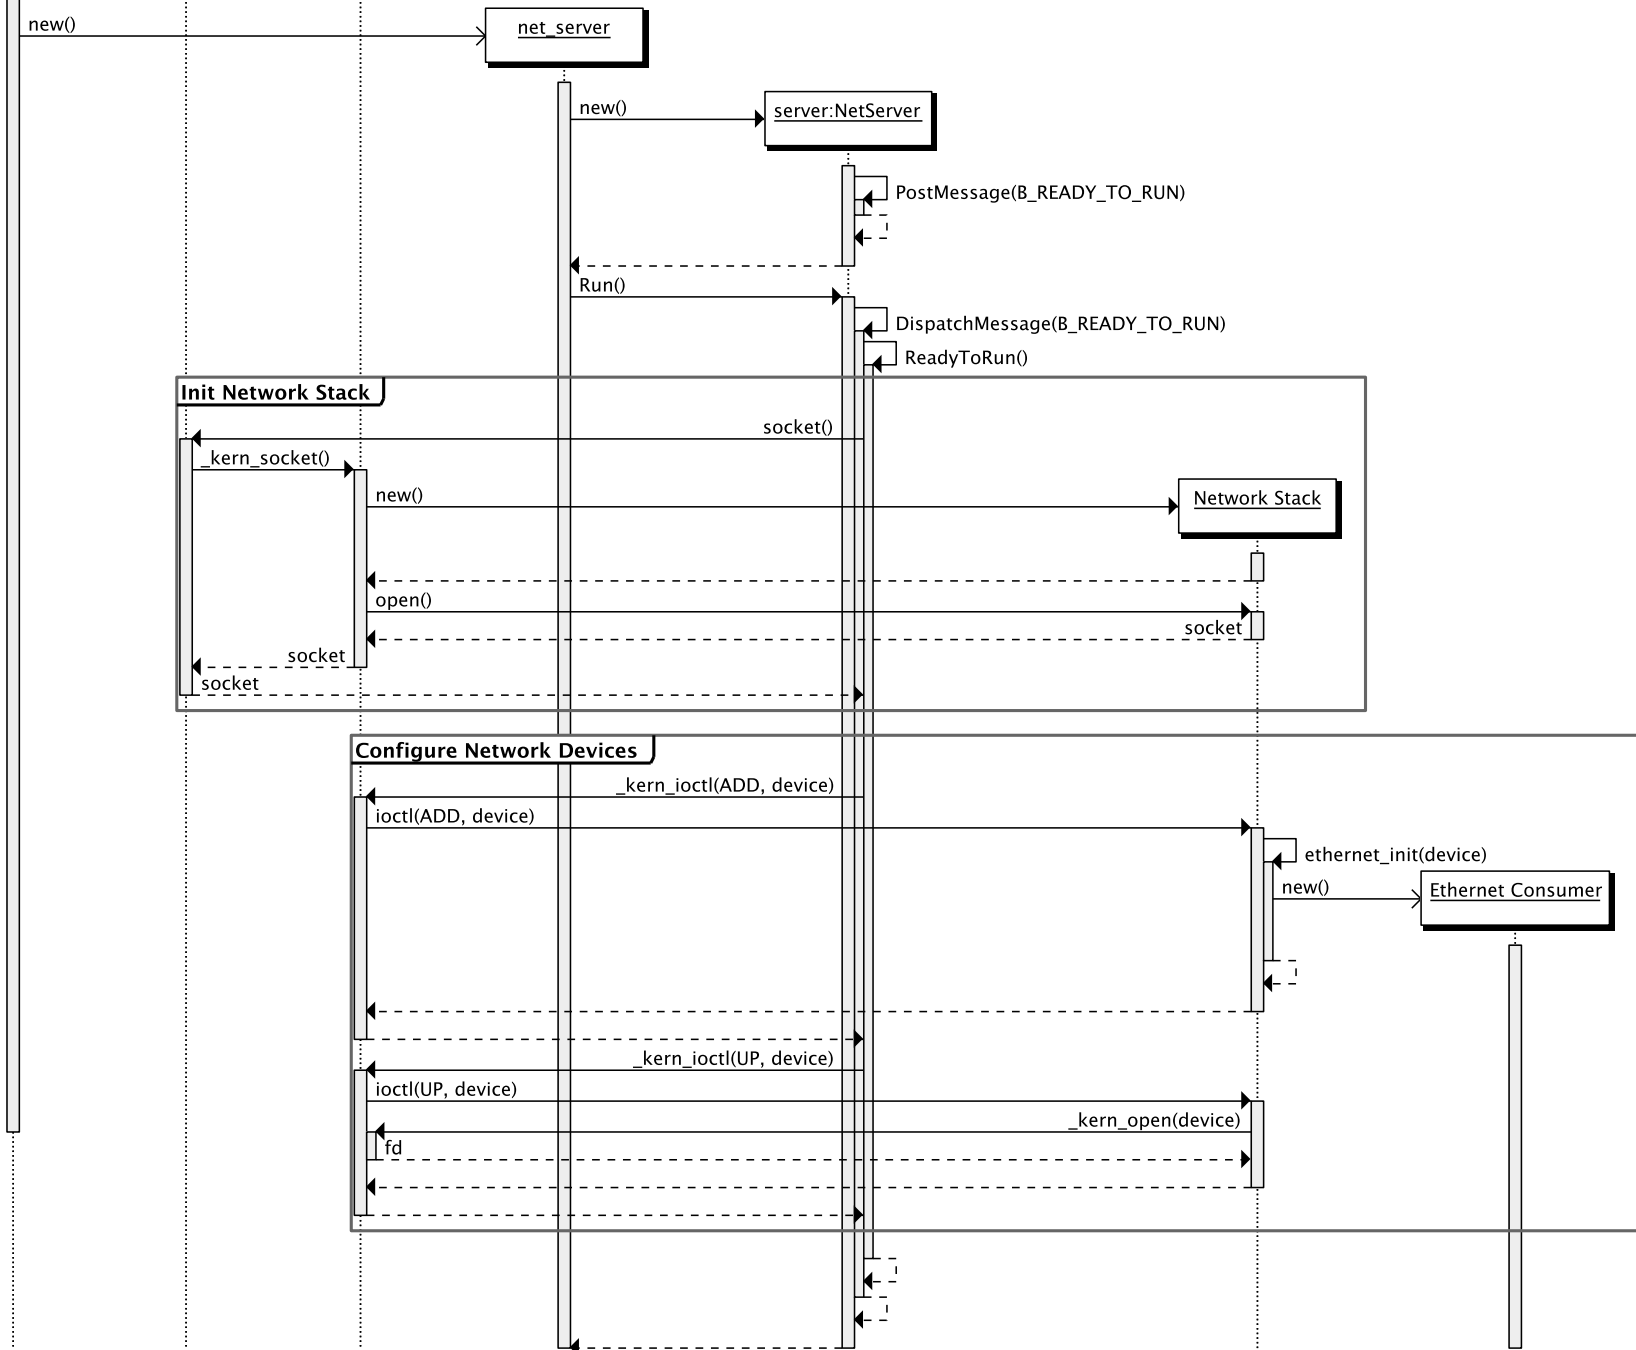 new()
net_server
new()
server:NetServer
PostMessage(B_READY_TO_RUN)
Run()
DispatchMessage(B_READY_TO_RUN)
ReadyToRun()
Init Network Stack
socket()
_kern_socket()
new()
Network Stack
open()
socket
socket
socket
Configure Network Devices
_kern_ioctl(ADD, device)
ioctl(ADD, device)
ethernet_init(device)
new()
Ethernet Consumer
_kern_ioctl(UP, device)
ioctl(UP, device)
_kern_open(device)
fd